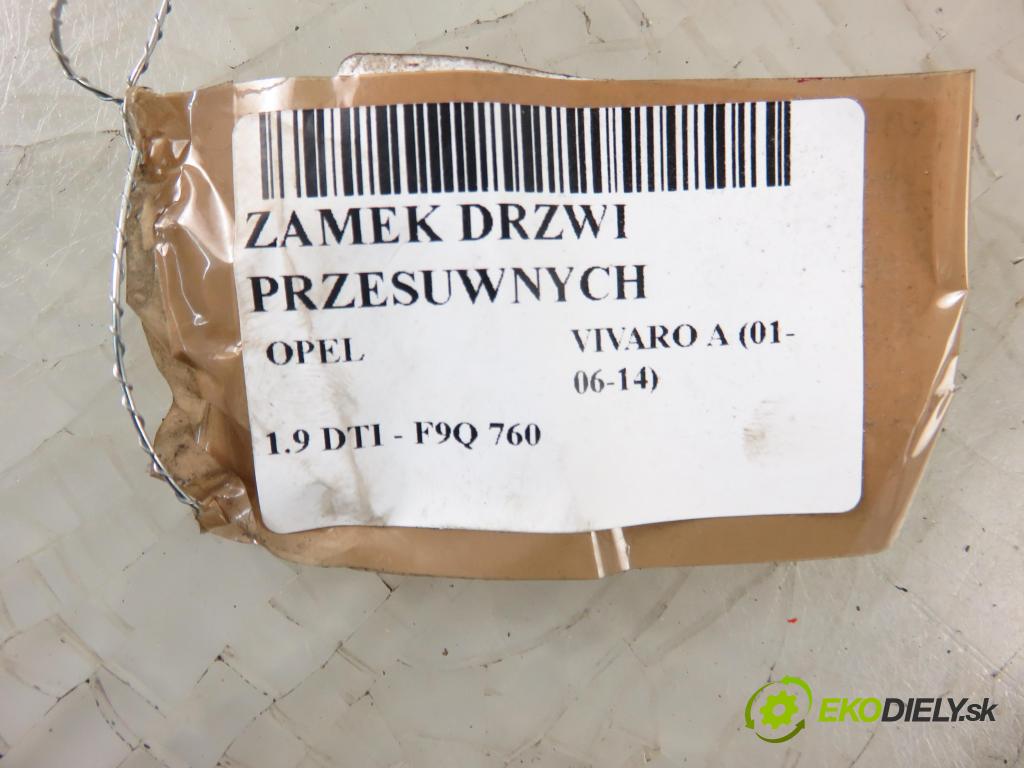 ZAMEK DRZWI
PRZESUWNYCH
OPEL VIVARO A (01-
06-14)
1.9 DTI - F9Q 760
EKODIELY.sk